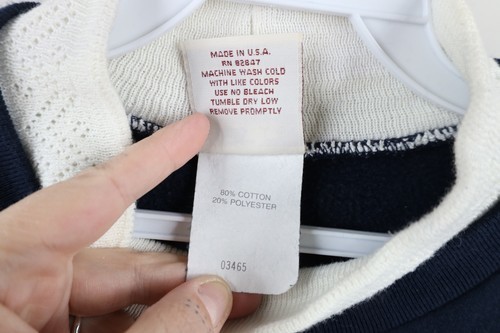 MADE IN U.S.A.
RN 82847
MACHINE WASH COLD
WITH LIKE COLORS
USE NO BLEACH
TUMBLE DRY LOW
REMOVE PROMPTLY
80% COTTON
20% POLYESTER
03465